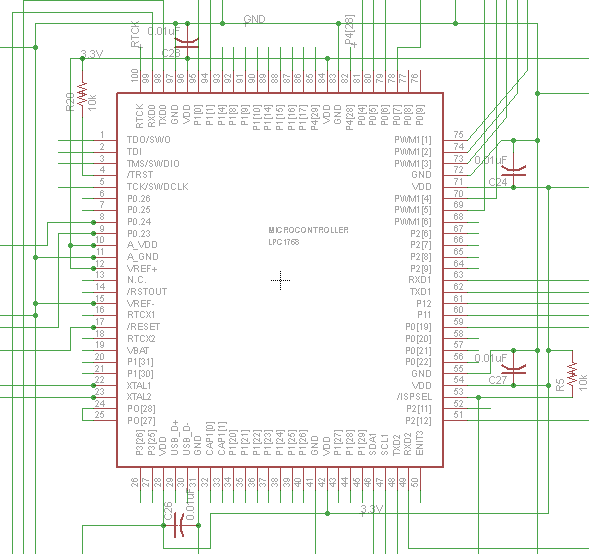 GND
RTCK
0.01uF
C28
P4[28]
3.3V
R20
10k
100 99 98 97 96 95 94 93 92 91 90 89 88 87 86 85 84 83 82 81 80 79 78 77 76
RTCK RXD0 TXD0 GND VDD P1[0] P1[1] P1[4] P1[8] P1[9] P1[10] P1[14] P1[15] P1[16] P1[17] P4[29] VDD GND P4[28] P0[4] P0[5] P0[6] P0[7] P0[8] P0[9]
1 TDO/SWO
2 TDI
3 TMS/SWDIO
4 /TRST
5 TCK/SWDCLK
6 P0.26
7 P0.25
8 P0.24
9 P0.23
10 A_VDD
11 A_GND
12 VREF+
13 N.C.
14 /RSTOUT
15 VREF-
16 RTCX1
17 /RESET
18 RTCX2
19 VBAT
20 P1[31]
21 P1[30]
22 XTAL1
23 XTAL2
24 P0[28]
25 P0[27]
MICROCONTROLLER
LPC1768
PWM1[1] 75
PWM1[2] 74
PWM1[3] 73
GND 72
VDD 71
PWM1[4] 70
PWM1[5] 69
PWM1[6] 68
P2[6] 67
P2[7] 66
P2[8] 65
P2[9] 64
RXD1 63
TXD1 62
P12 61
P11 60
P0[19] 59
P0[20] 58
P0[21] 57
P0[22] 56
GND 55
VDD 54
/ISPSEL 53
P2[11] 52
P2[12] 51
0.01uF
C24
0.01uF
C27
R5
10k
P3[26] P3[25] VDD USB_D+ USB_D- GND CAP1[0] CAP1[1] P1[20] P1[21] P1[22] P1[23] P1[24] P1[25] P1[26] GND VDD P1[27] P1[28] P1[29] SDA1 SCL1 TXD2 RXD2 ENIT3
26 27 28 29 30 31 32 33 34 35 36 37 38 39 40 41 42 43 44 45 46 47 48 49 50
C26
0.01uF
3.3V